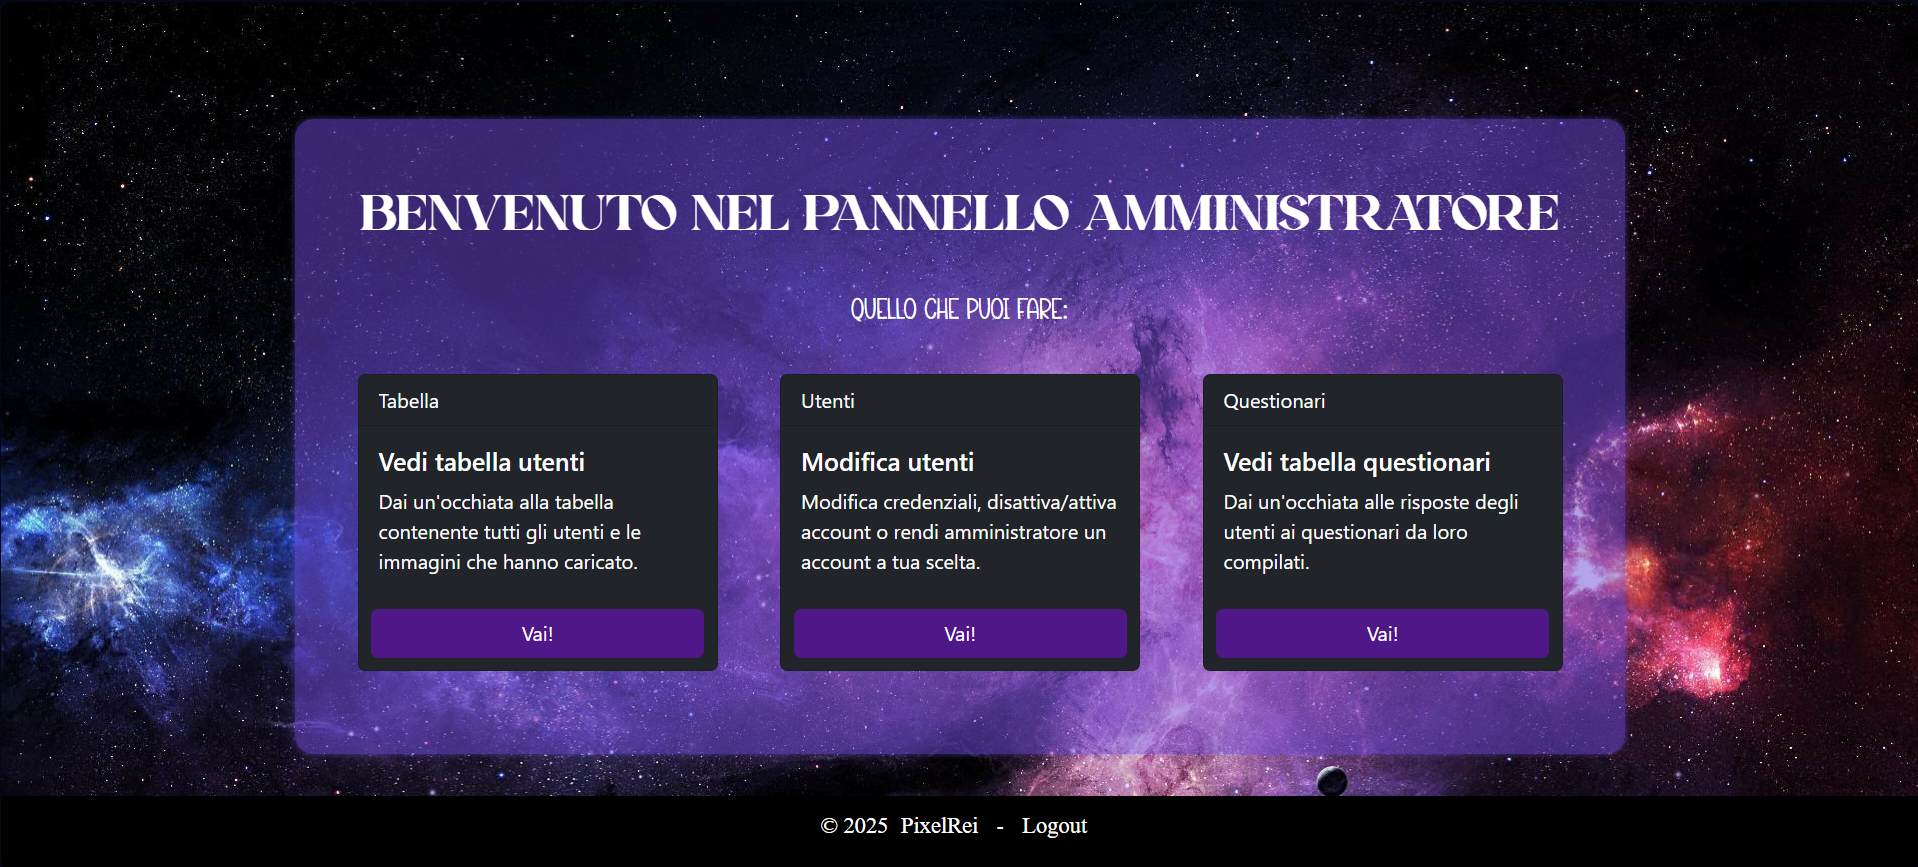 BENVENUTO NEL PANNELLO AMMINISTRATORE
QUELLO CHE PUOI FARE:
Tabella
Vedi tabella utenti
Dai un'occhiata alla tabella
contenente tutti gli utenti e le
immagini che hanno caricato.
Vai!
Utenti
Modifica utenti
Modifica credenziali, disattiva/attiva
account o rendi amministratore un
account a tua scelta.
Vai!
Questionari
Vedi tabella questionari
Dai un'occhiata alle risposte degli
utenti ai questionari da loro
compilati.
Vai!
© 2025 PixelRei - Logout